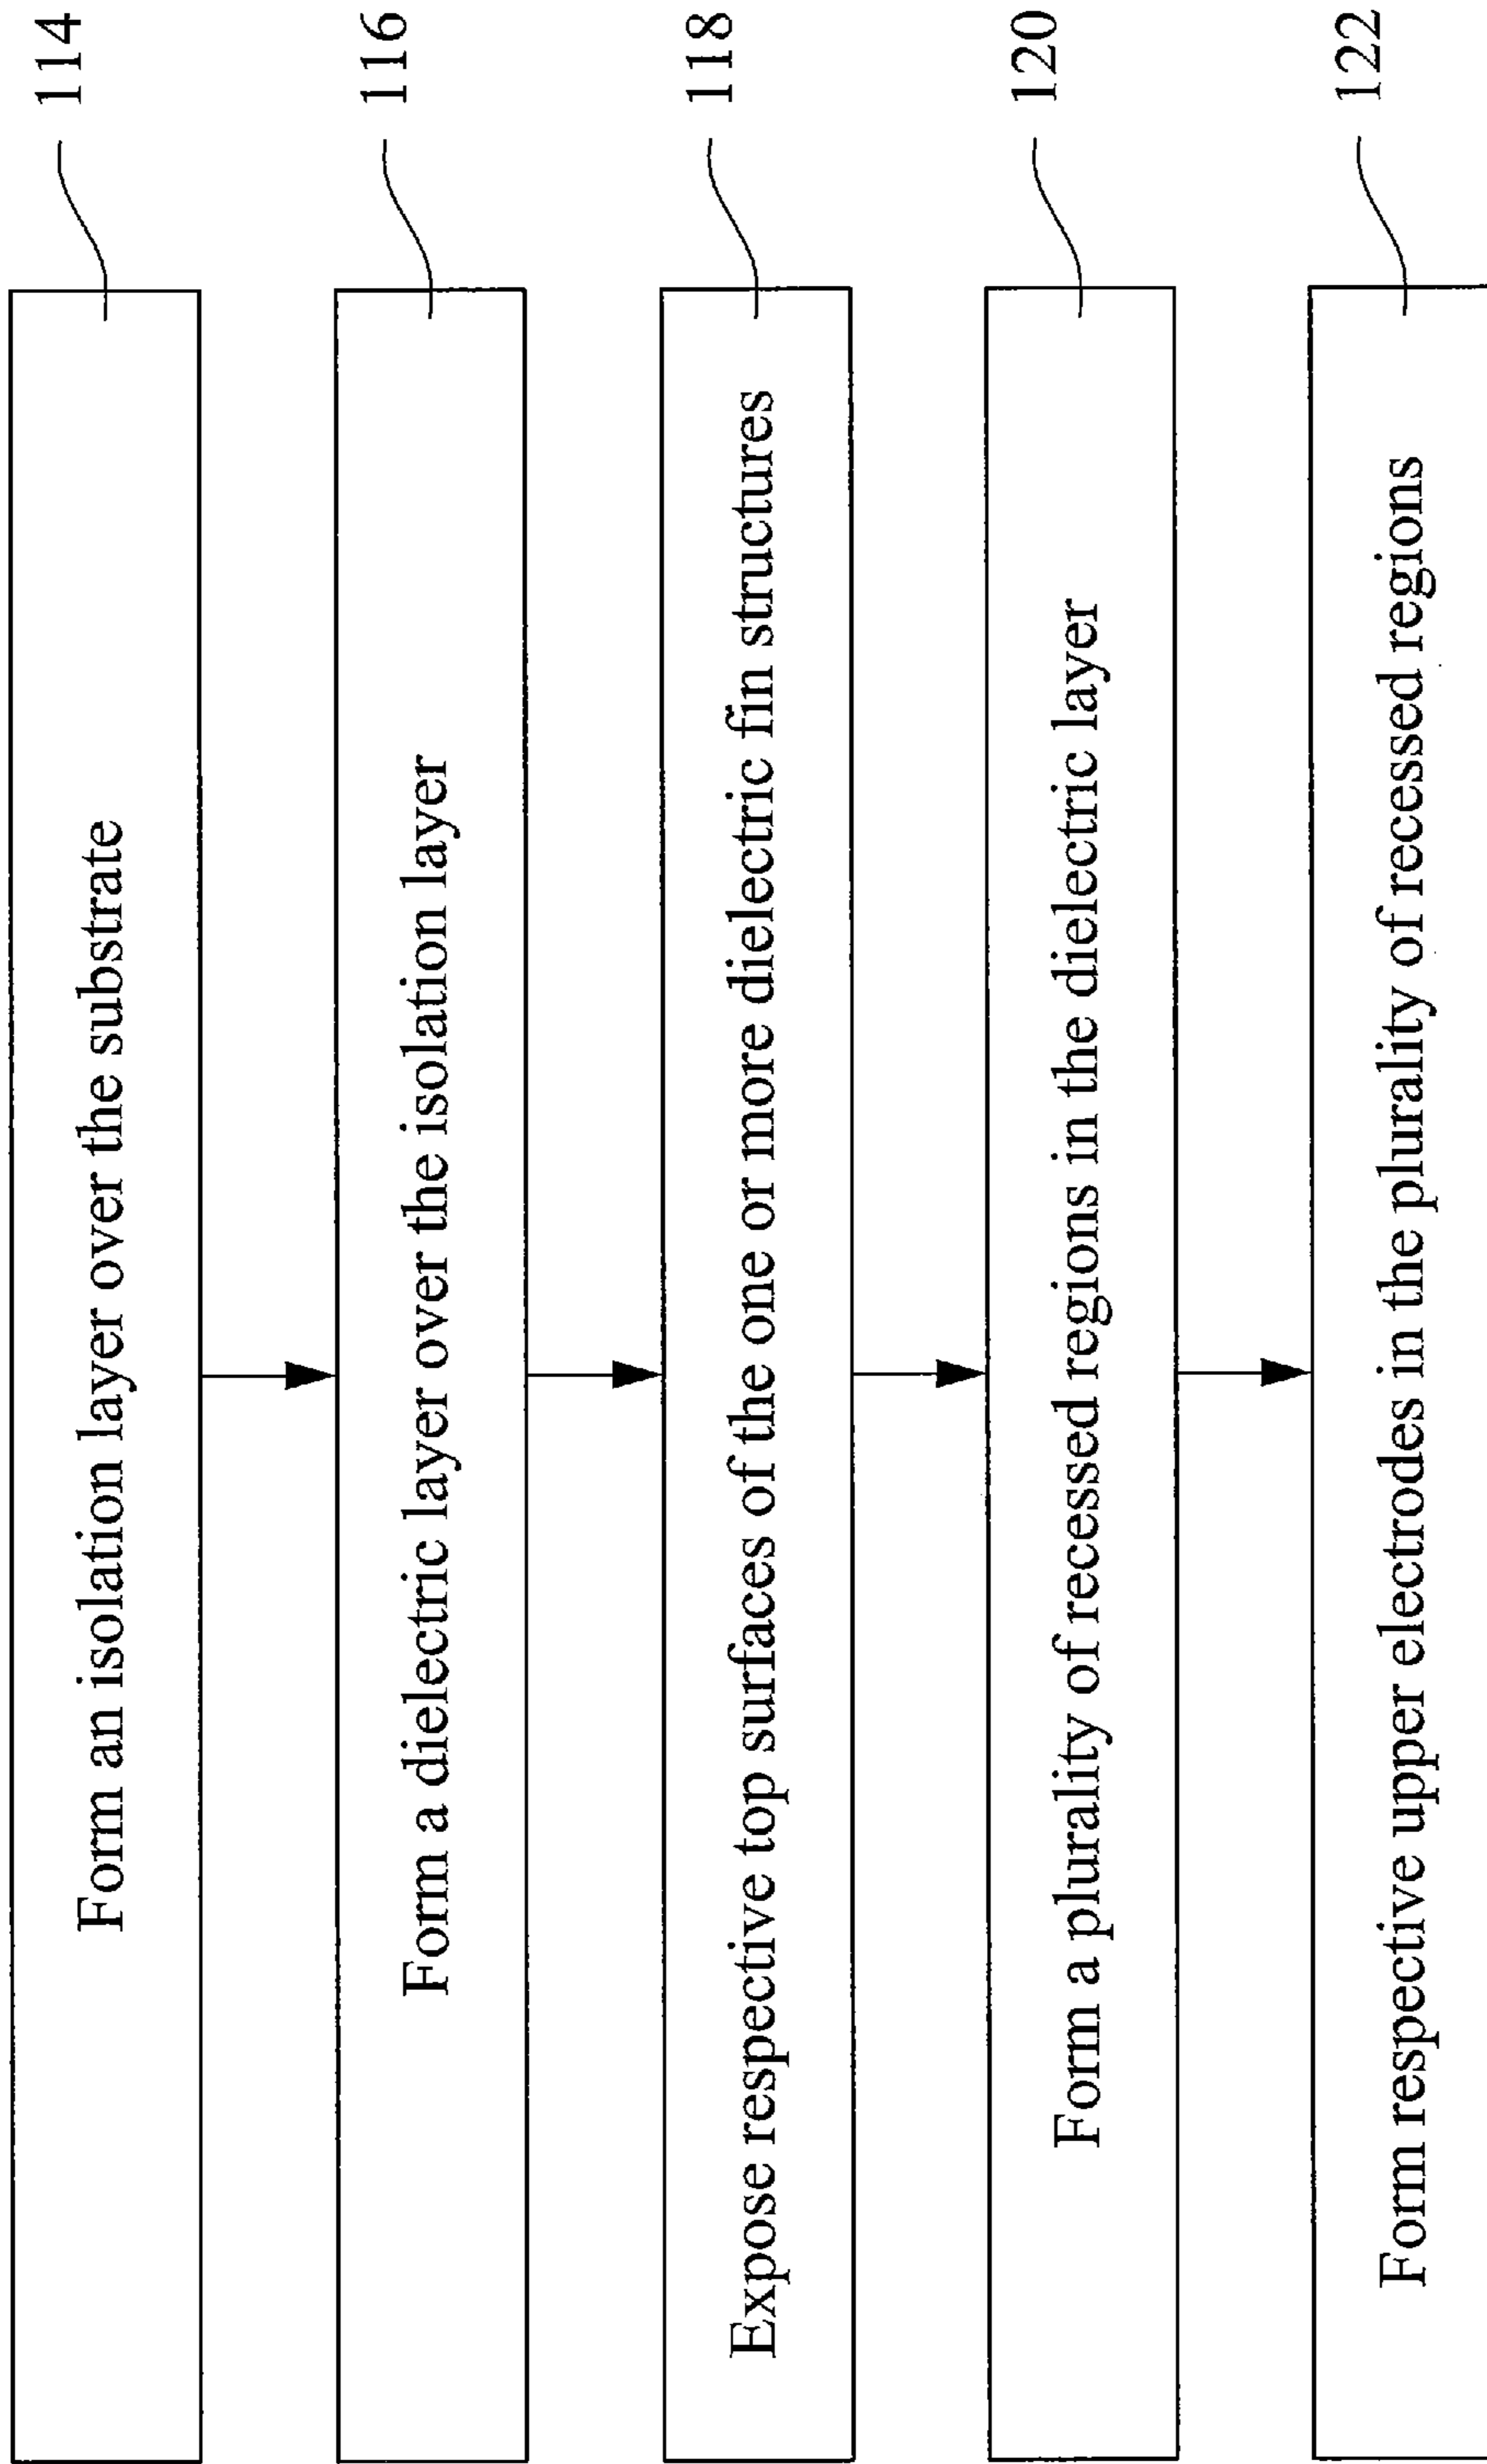 Form an isolation layer over the substrate
114
Form a dielectric layer over the isolation layer
116
Expose respective top surfaces of the one or more dielectric fin structures
118
Form a plurality of recessed regions in the dielectric layer
120
Form respective upper electrodes in the plurality of recessed regions
122